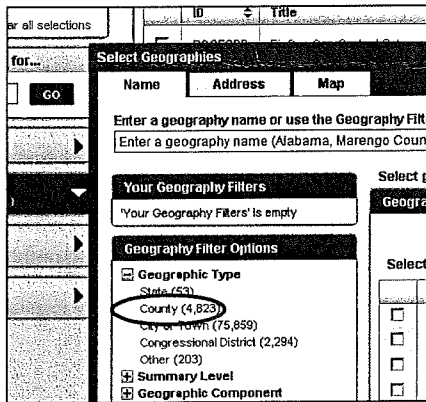 ID Title
ar all selections
for...
Select Geographies
GO
Name Address Map
Enter a geography name or use the Geography Filt
Enter a geography name (Alabama, Marengo Coun
Select g
Your Geography Filters
Geogra
'Your Geography Filters' is empty
Geography Filter Options
Geographic Type
Select
State (53)
County (4,823)
City or Town (75,859)
Congressional District (2,294)
Other (203)
Summary Level
Geographic Component